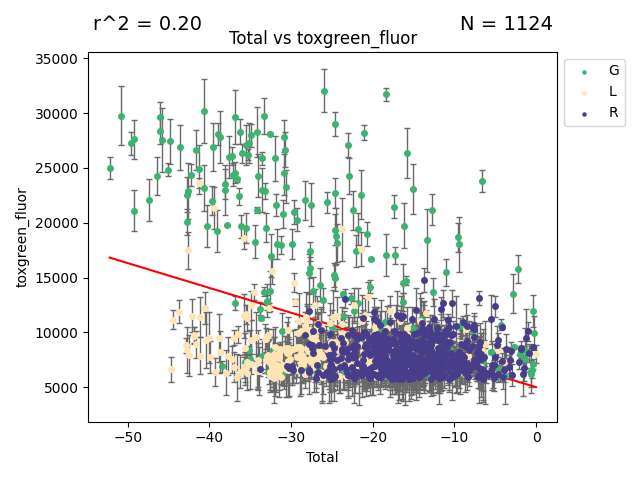 r^2 = 0.20
N = 1124
Total vs toxgreen_fluor
35000
30000
25000
20000
15000
10000
5000
toxgreen_fluor
−50
−40
−30
−20
−10
0
Total
G
L
R